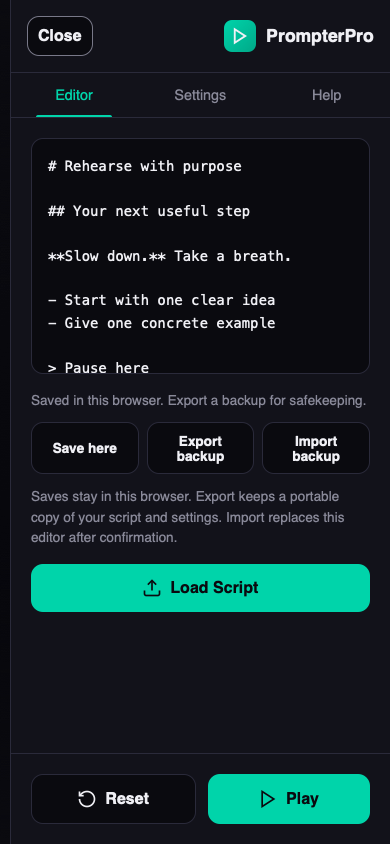 Close
PrompterPro
Editor
Settings
Help
# Rehearse with purpose
## Your next useful step
**Slow down.** Take a breath.
– Start with one clear idea
– Give one concrete example
> Pause here
Saved in this browser. Export a backup for safekeeping.
Save here
Export
backup
Import
backup
Saves stay in this browser. Export keeps a portable
copy of your script and settings. Import replaces this
editor after confirmation.
Load Script
Reset
Play